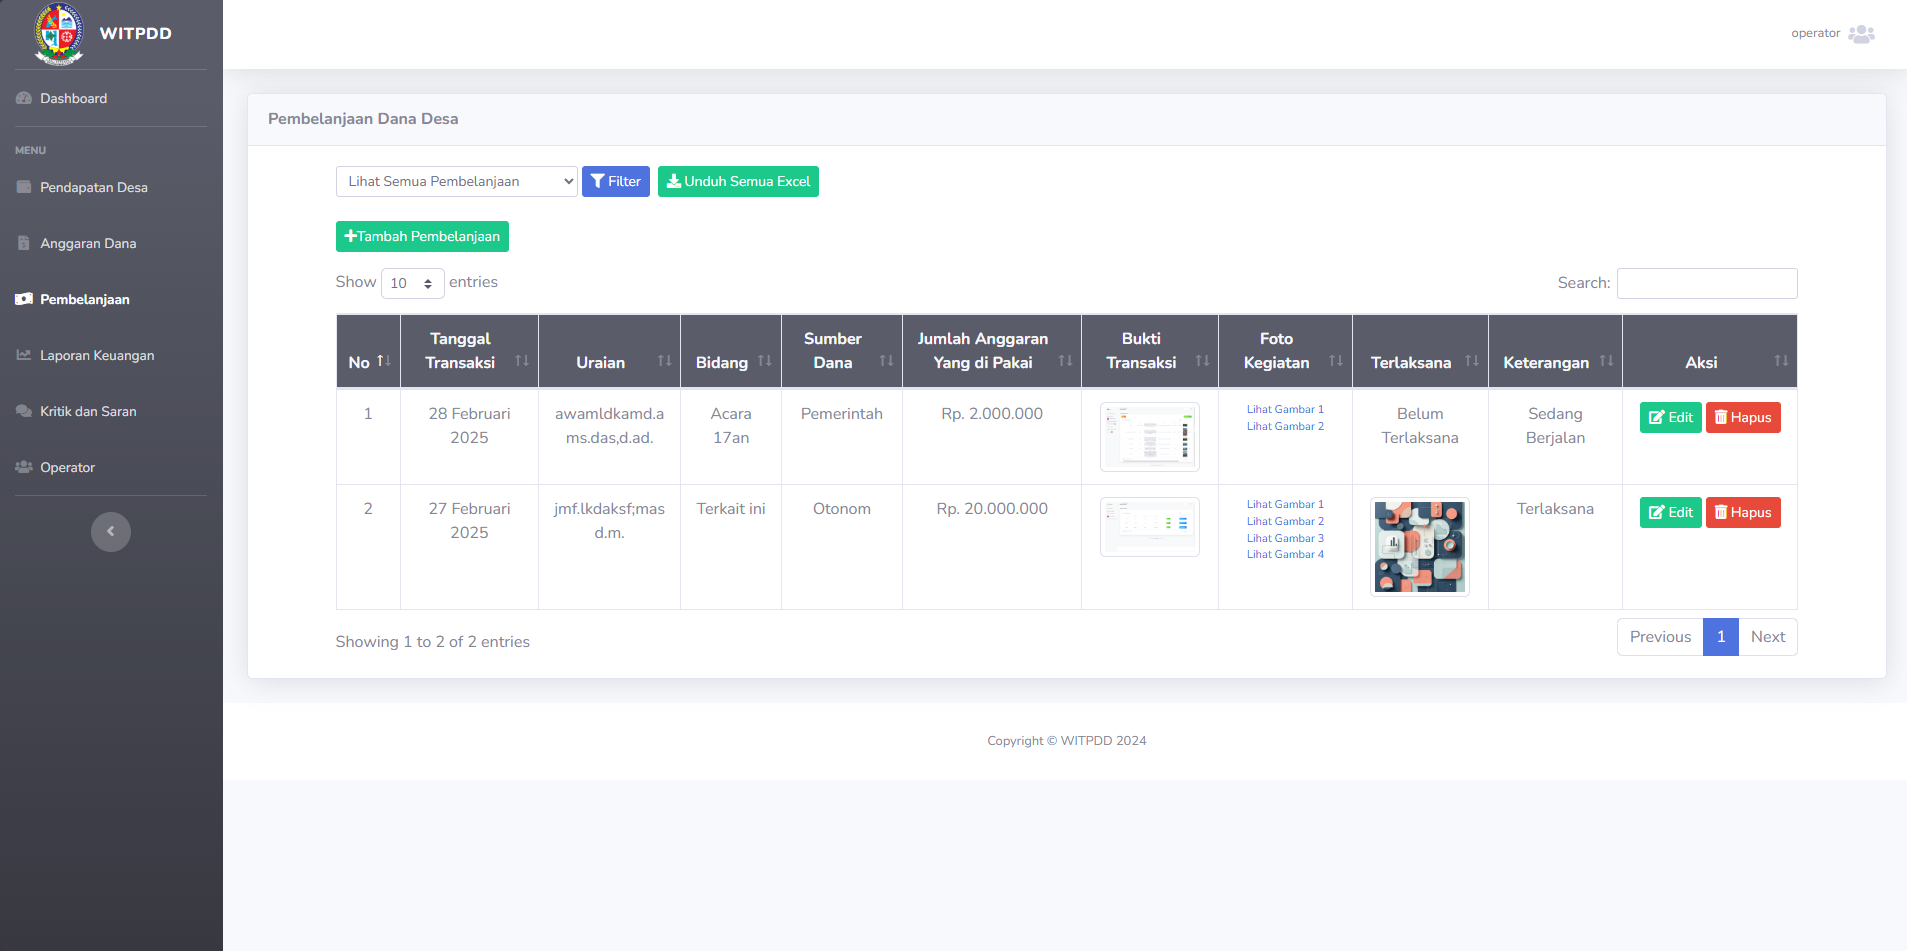 WITPDD
operator
Dashboard
MENU
Pendapatan Desa
Anggaran Dana
Pembelanjaan
Laporan Keuangan
Kritik dan Saran
Operator
Pembelanjaan Dana Desa
Lihat Semua Pembelanjaan
Filter
Unduh Semua Excel
Tambah Pembelanjaan
Show 10 entries
Search:
No
Tanggal
Transaksi
Uraian
Bidang
Sumber
Dana
Jumlah Anggaran
Yang di Pakai
Bukti
Transaksi
Foto
Kegiatan
Terlaksana
Keterangan
Aksi
1
28 Februari
2025
awamldkamd.a
ms.das,d.ad.
Acara
17an
Pemerintah
Rp. 2.000.000
Lihat Gambar 1
Lihat Gambar 2
Belum
Terlaksana
Sedang
Berjalan
Edit
Hapus
2
27 Februari
2025
jmf.lkdaksf;mas
d.m.
Terkait ini
Otonom
Rp. 20.000.000
Lihat Gambar 1
Lihat Gambar 2
Lihat Gambar 3
Lihat Gambar 4
Terlaksana
Edit
Hapus
Showing 1 to 2 of 2 entries
Previous
1
Next
Copyright © WITPDD 2024